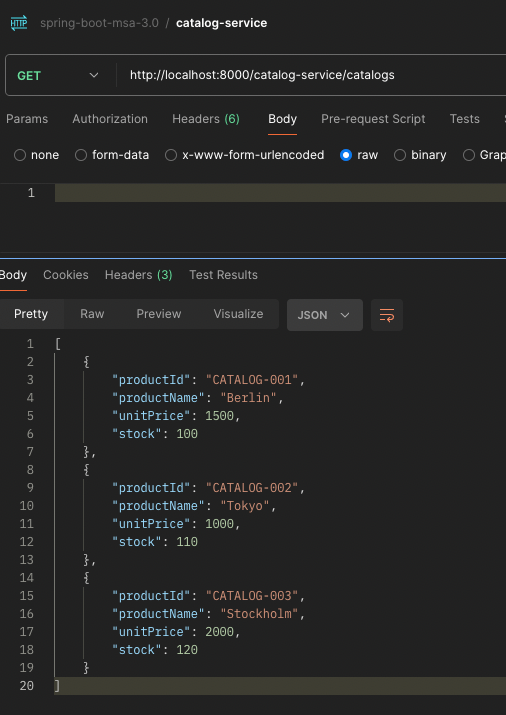 HTTP spring-boot-msa-3.0 / catalog-service
GET http://localhost:8000/catalog-service/catalogs
Params Authorization Headers (6) Body Pre-request Script Tests
none form-data x-www-form-urlencoded raw binary Grap
1
Body Cookies Headers (3) Test Results
Pretty Raw Preview Visualize JSON
1 [
2 {
3 "productId": "CATALOG-001",
4 "productName": "Berlin",
5 "unitPrice": 1500,
6 "stock": 100
7 },
8 {
9 "productId": "CATALOG-002",
10 "productName": "Tokyo",
11 "unitPrice": 1000,
12 "stock": 110
13 },
14 {
15 "productId": "CATALOG-003",
16 "productName": "Stockholm",
17 "unitPrice": 2000,
18 "stock": 120
19 }
20 ]